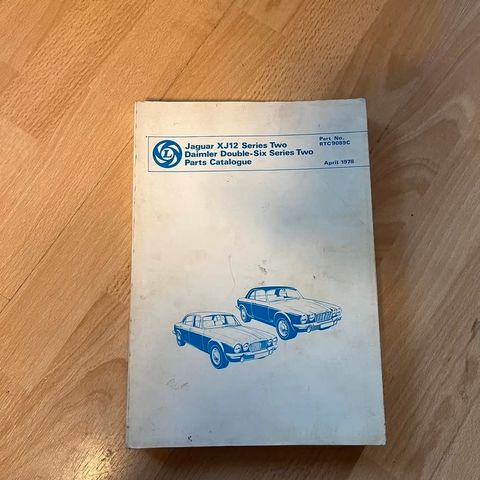 L
Jaguar XJ12 Series Two
Daimler Double-Six Series Two
Parts Catalogue
Part No.
RTC9089C
April 1978